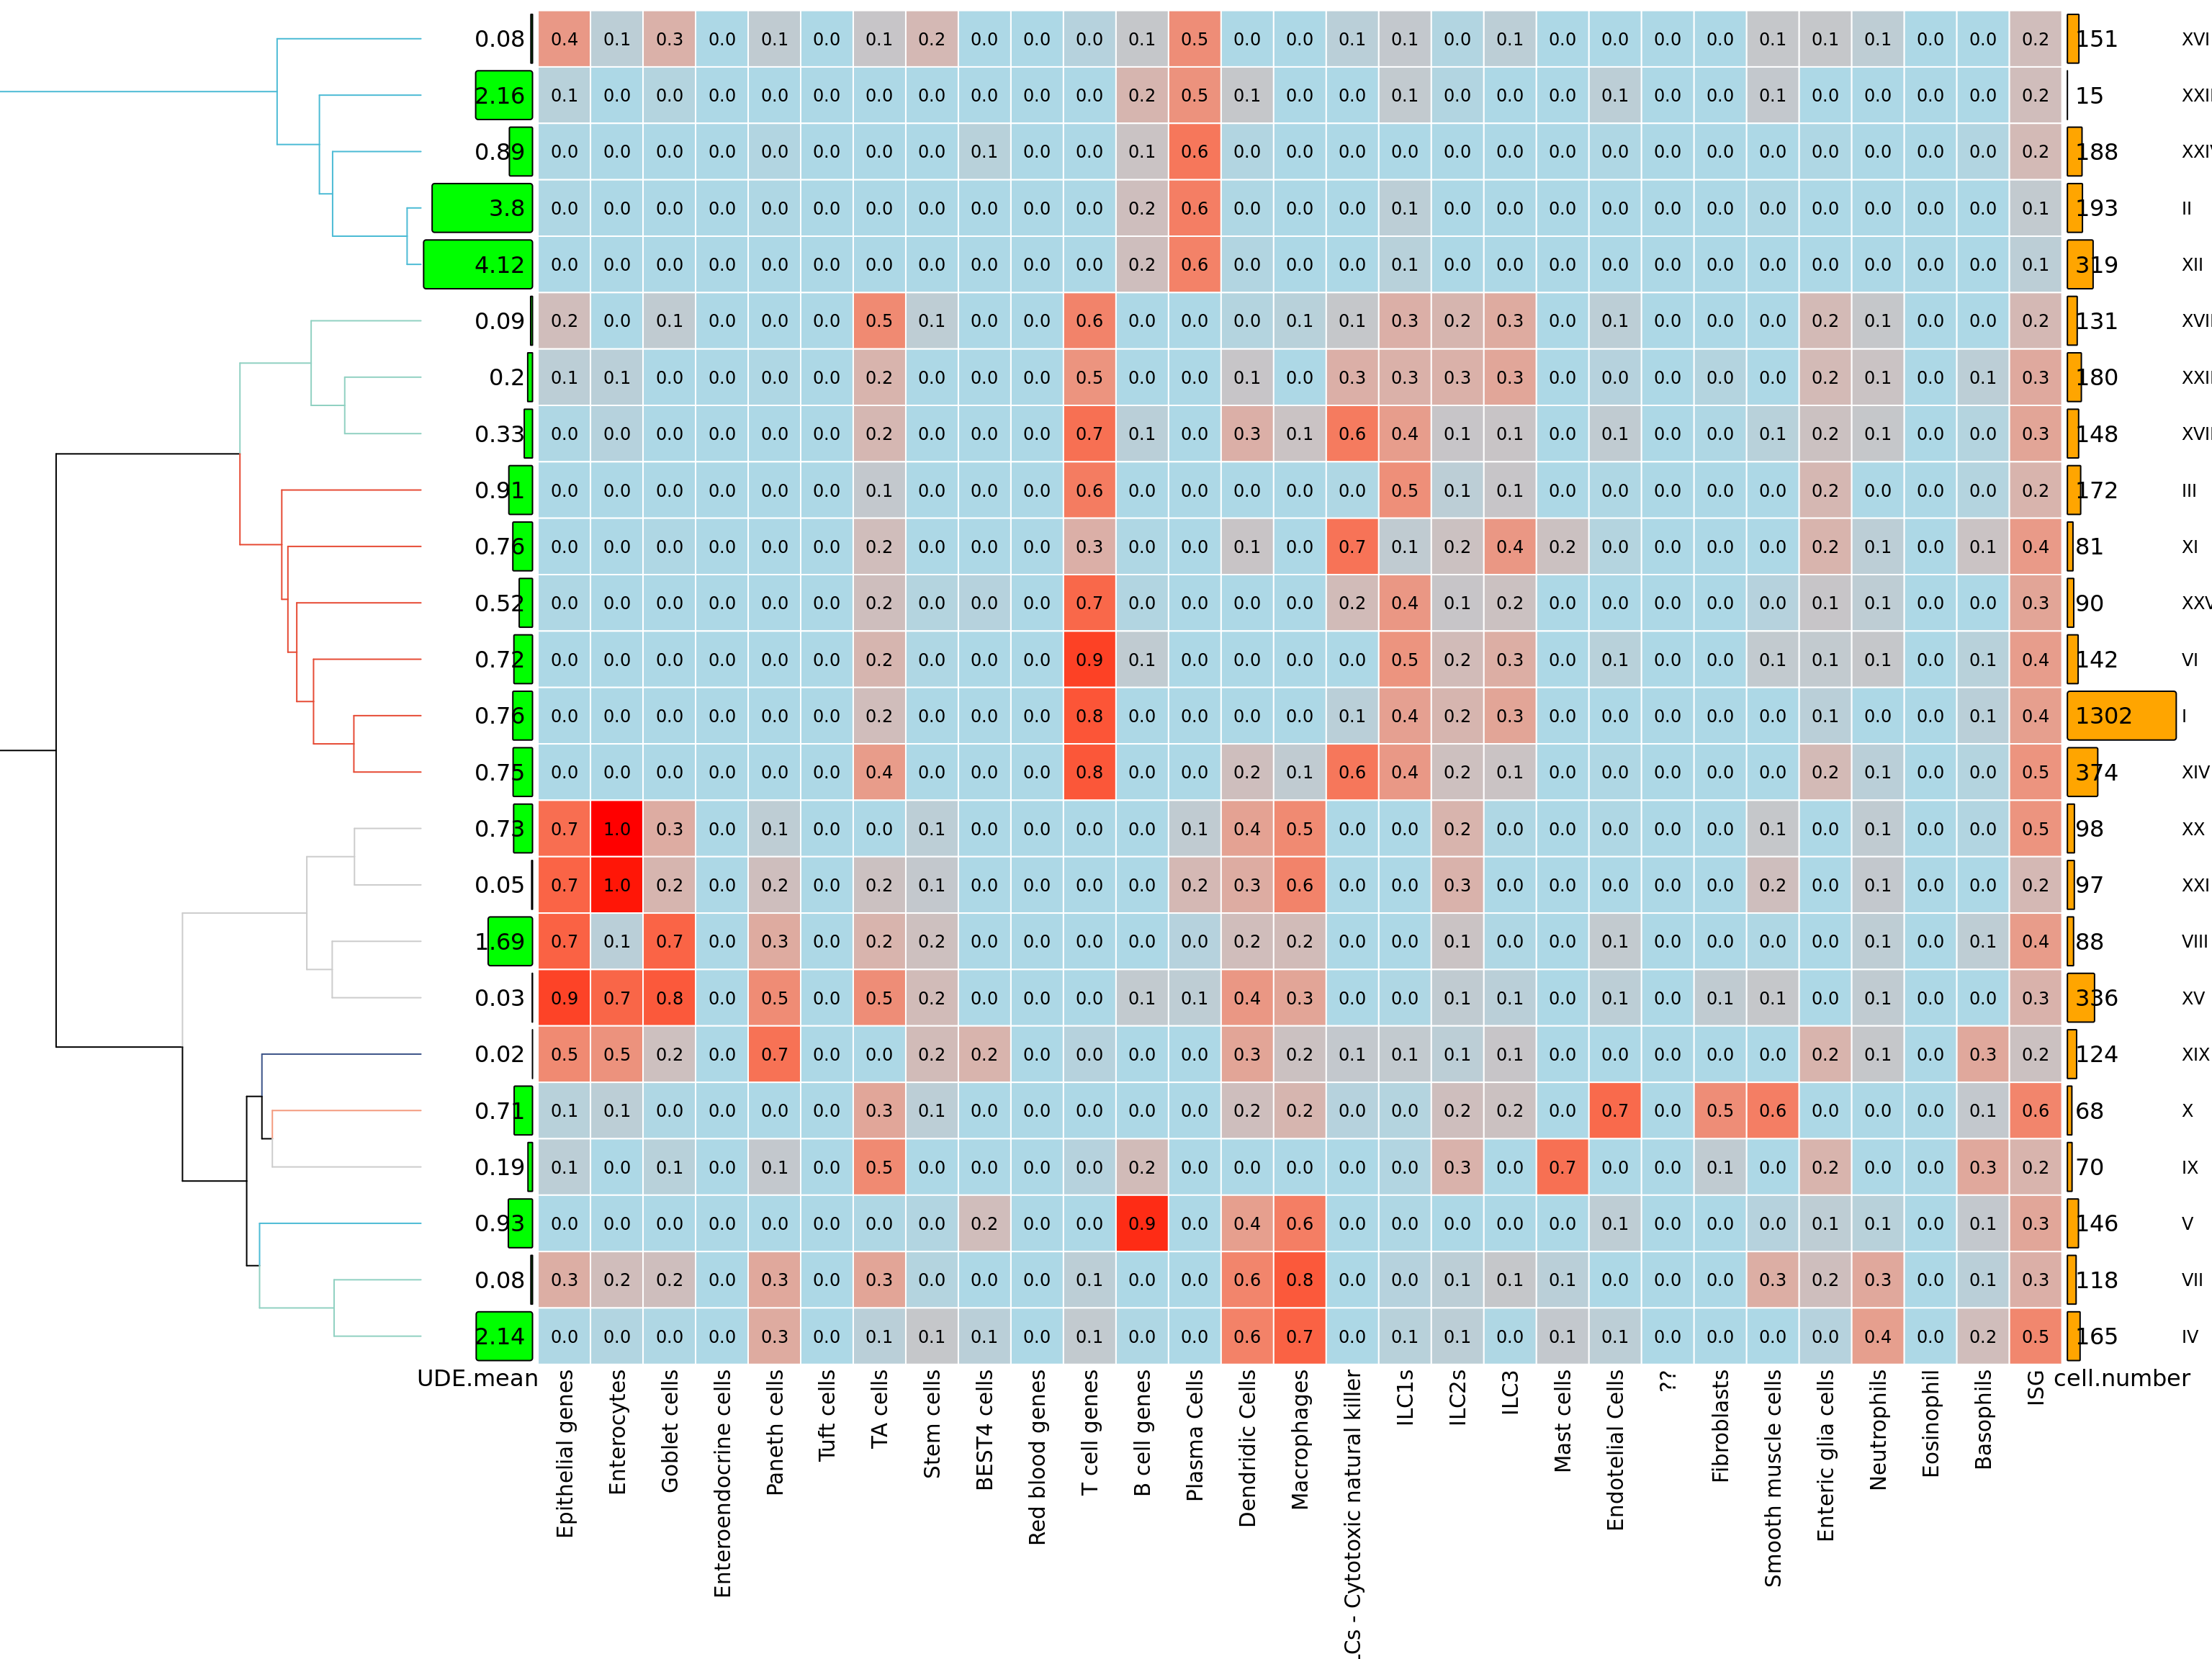 0.08 0.4 0.1 0.3 0.0 0.1 0.0 0.1 0.2 0.0 0.0 0.0 0.1 0.5 0.0 0.0 0.1 0.1 0.0 0.1 0.0 0.0 0.0 0.0 0.1 0.1 0.1 0.0 0.0 0.2 151 XVI
2.16 0.1 0.0 0.0 0.0 0.0 0.0 0.0 0.0 0.0 0.0 0.0 0.2 0.5 0.1 0.0 0.0 0.1 0.0 0.0 0.0 0.1 0.0 0.0 0.1 0.0 0.0 0.0 0.0 0.2 15 XXII
0.89 0.0 0.0 0.0 0.0 0.0 0.0 0.0 0.0 0.1 0.0 0.0 0.1 0.6 0.0 0.0 0.0 0.0 0.0 0.0 0.0 0.0 0.0 0.0 0.0 0.0 0.0 0.0 0.0 0.2 188 XXIV
3.8 0.0 0.0 0.0 0.0 0.0 0.0 0.0 0.0 0.0 0.0 0.0 0.2 0.6 0.0 0.0 0.0 0.1 0.0 0.0 0.0 0.0 0.0 0.0 0.0 0.0 0.0 0.0 0.0 0.1 193 II
4.12 0.0 0.0 0.0 0.0 0.0 0.0 0.0 0.0 0.0 0.0 0.0 0.2 0.6 0.0 0.0 0.0 0.1 0.0 0.0 0.0 0.0 0.0 0.0 0.0 0.0 0.0 0.0 0.0 0.1 319 XII
0.09 0.2 0.0 0.1 0.0 0.0 0.0 0.5 0.1 0.0 0.0 0.6 0.0 0.0 0.0 0.1 0.1 0.3 0.2 0.3 0.0 0.1 0.0 0.0 0.0 0.2 0.1 0.0 0.0 0.2 131 XVII
0.2 0.1 0.1 0.0 0.0 0.0 0.0 0.2 0.0 0.0 0.0 0.5 0.0 0.0 0.1 0.0 0.3 0.3 0.3 0.3 0.0 0.0 0.0 0.0 0.0 0.2 0.1 0.0 0.1 0.3 180 XXII
0.33 0.0 0.0 0.0 0.0 0.0 0.0 0.2 0.0 0.0 0.0 0.7 0.1 0.0 0.3 0.1 0.6 0.4 0.1 0.1 0.0 0.1 0.0 0.0 0.1 0.2 0.1 0.0 0.0 0.3 148 XVII
0.91 0.0 0.0 0.0 0.0 0.0 0.0 0.1 0.0 0.0 0.0 0.6 0.0 0.0 0.0 0.0 0.0 0.5 0.1 0.1 0.0 0.0 0.0 0.0 0.0 0.2 0.0 0.0 0.0 0.2 172 III
0.76 0.0 0.0 0.0 0.0 0.0 0.0 0.2 0.0 0.0 0.0 0.3 0.0 0.0 0.1 0.0 0.7 0.1 0.2 0.4 0.2 0.0 0.0 0.0 0.0 0.2 0.1 0.0 0.1 0.4 81 XI
0.52 0.0 0.0 0.0 0.0 0.0 0.0 0.2 0.0 0.0 0.0 0.7 0.0 0.0 0.0 0.0 0.2 0.4 0.1 0.2 0.0 0.0 0.0 0.0 0.0 0.1 0.1 0.0 0.0 0.3 90 XXV
0.72 0.0 0.0 0.0 0.0 0.0 0.0 0.2 0.0 0.0 0.0 0.9 0.1 0.0 0.0 0.0 0.0 0.5 0.2 0.3 0.0 0.1 0.0 0.0 0.1 0.1 0.1 0.0 0.1 0.4 142 VI
0.76 0.0 0.0 0.0 0.0 0.0 0.0 0.2 0.0 0.0 0.0 0.8 0.0 0.0 0.0 0.0 0.1 0.4 0.2 0.3 0.0 0.0 0.0 0.0 0.0 0.1 0.0 0.0 0.1 0.4 1302 I
0.75 0.0 0.0 0.0 0.0 0.0 0.0 0.4 0.0 0.0 0.0 0.8 0.0 0.0 0.2 0.1 0.6 0.4 0.2 0.1 0.0 0.0 0.0 0.0 0.0 0.2 0.1 0.0 0.0 0.5 374 XIV
0.73 0.7 1.0 0.3 0.0 0.1 0.0 0.0 0.1 0.0 0.0 0.0 0.0 0.1 0.4 0.5 0.0 0.0 0.2 0.0 0.0 0.0 0.0 0.0 0.1 0.0 0.1 0.0 0.0 0.5 98 XX
0.05 0.7 1.0 0.2 0.0 0.2 0.0 0.2 0.1 0.0 0.0 0.0 0.0 0.2 0.3 0.6 0.0 0.0 0.3 0.0 0.0 0.0 0.0 0.0 0.2 0.0 0.1 0.0 0.0 0.2 97 XXI
1.69 0.7 0.1 0.7 0.0 0.3 0.0 0.2 0.2 0.0 0.0 0.0 0.0 0.0 0.2 0.2 0.0 0.0 0.1 0.0 0.0 0.1 0.0 0.0 0.0 0.0 0.1 0.0 0.1 0.4 88 VIII
0.03 0.9 0.7 0.8 0.0 0.5 0.0 0.5 0.2 0.0 0.0 0.0 0.1 0.1 0.4 0.3 0.0 0.0 0.1 0.1 0.0 0.1 0.0 0.1 0.1 0.0 0.1 0.0 0.0 0.3 336 XV
0.02 0.5 0.5 0.2 0.0 0.7 0.0 0.0 0.2 0.2 0.0 0.0 0.0 0.0 0.3 0.2 0.1 0.1 0.1 0.1 0.0 0.0 0.0 0.0 0.0 0.2 0.1 0.0 0.3 0.2 124 XIX
0.71 0.1 0.1 0.0 0.0 0.0 0.0 0.3 0.1 0.0 0.0 0.0 0.0 0.0 0.2 0.2 0.0 0.0 0.2 0.2 0.0 0.7 0.0 0.5 0.6 0.0 0.0 0.0 0.1 0.6 68 X
0.19 0.1 0.0 0.1 0.0 0.1 0.0 0.5 0.0 0.0 0.0 0.0 0.2 0.0 0.0 0.0 0.0 0.0 0.3 0.0 0.7 0.0 0.0 0.1 0.0 0.2 0.0 0.0 0.3 0.2 70 IX
0.93 0.0 0.0 0.0 0.0 0.0 0.0 0.0 0.0 0.2 0.0 0.0 0.9 0.0 0.4 0.6 0.0 0.0 0.0 0.0 0.0 0.1 0.0 0.0 0.0 0.1 0.1 0.0 0.1 0.3 146 V
0.08 0.3 0.2 0.2 0.0 0.3 0.0 0.3 0.0 0.0 0.0 0.1 0.0 0.0 0.6 0.8 0.0 0.0 0.1 0.1 0.1 0.0 0.0 0.0 0.3 0.2 0.3 0.0 0.1 0.3 118 VII
2.14 0.0 0.0 0.0 0.0 0.3 0.0 0.1 0.1 0.1 0.0 0.1 0.0 0.0 0.6 0.7 0.0 0.1 0.1 0.0 0.1 0.1 0.0 0.0 0.0 0.0 0.4 0.0 0.2 0.5 165 IV
UDE.mean
Epithelial genes
Enterocytes
Goblet cells
Enteroendocrine cells
Paneth cells
Tuft cells
TA cells
Stem cells
BEST4 cells
Red blood genes
T cell genes
B cell genes
Plasma Cells
Dendridic Cells
Macrophages
LCs - Cytotoxic natural killer
ILC1s
ILC2s
ILC3
Mast cells
Endotelial Cells
??
Fibroblasts
Smooth muscle cells
Enteric glia cells
Neutrophils
Eosinophil
Basophils
ISG
cell.number